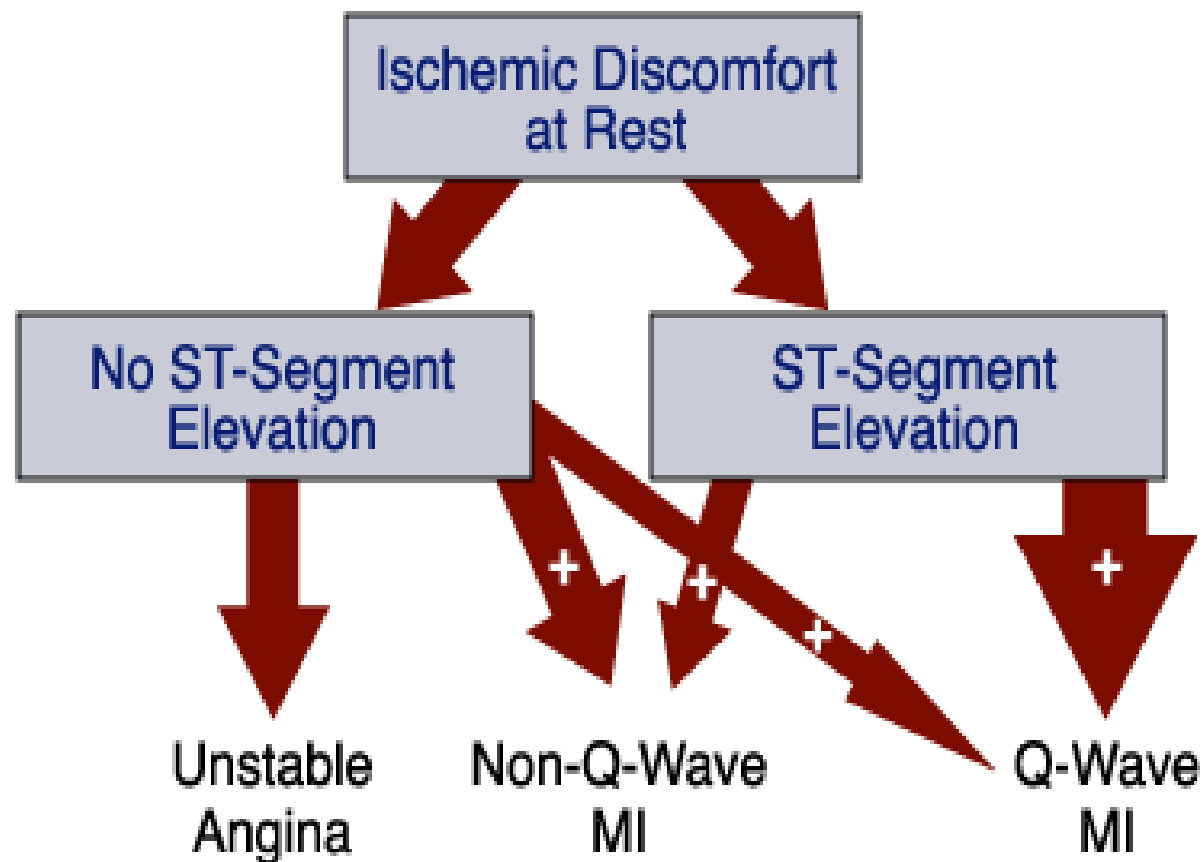 Ischemic Discomfort
at Rest
No ST-Segment
Elevation
ST-Segment
Elevation
+
+
+
+
Unstable
Angina
Non-Q-Wave
MI
Q-Wave
MI